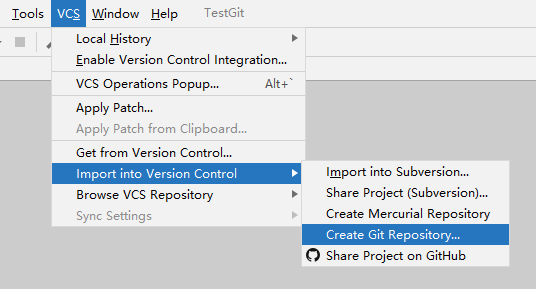 Tools VCS Window Help TestGit
Local History
Enable Version Control Integration...
VCS Operations Popup... Alt+`
Apply Patch...
Apply Patch from Clipboard...
Get from Version Control...
Import into Version Control
Browse VCS Repository
Sync Settings
Import into Subversion...
Share Project (Subversion)...
Create Mercurial Repository
Create Git Repository...
Share Project on GitHub